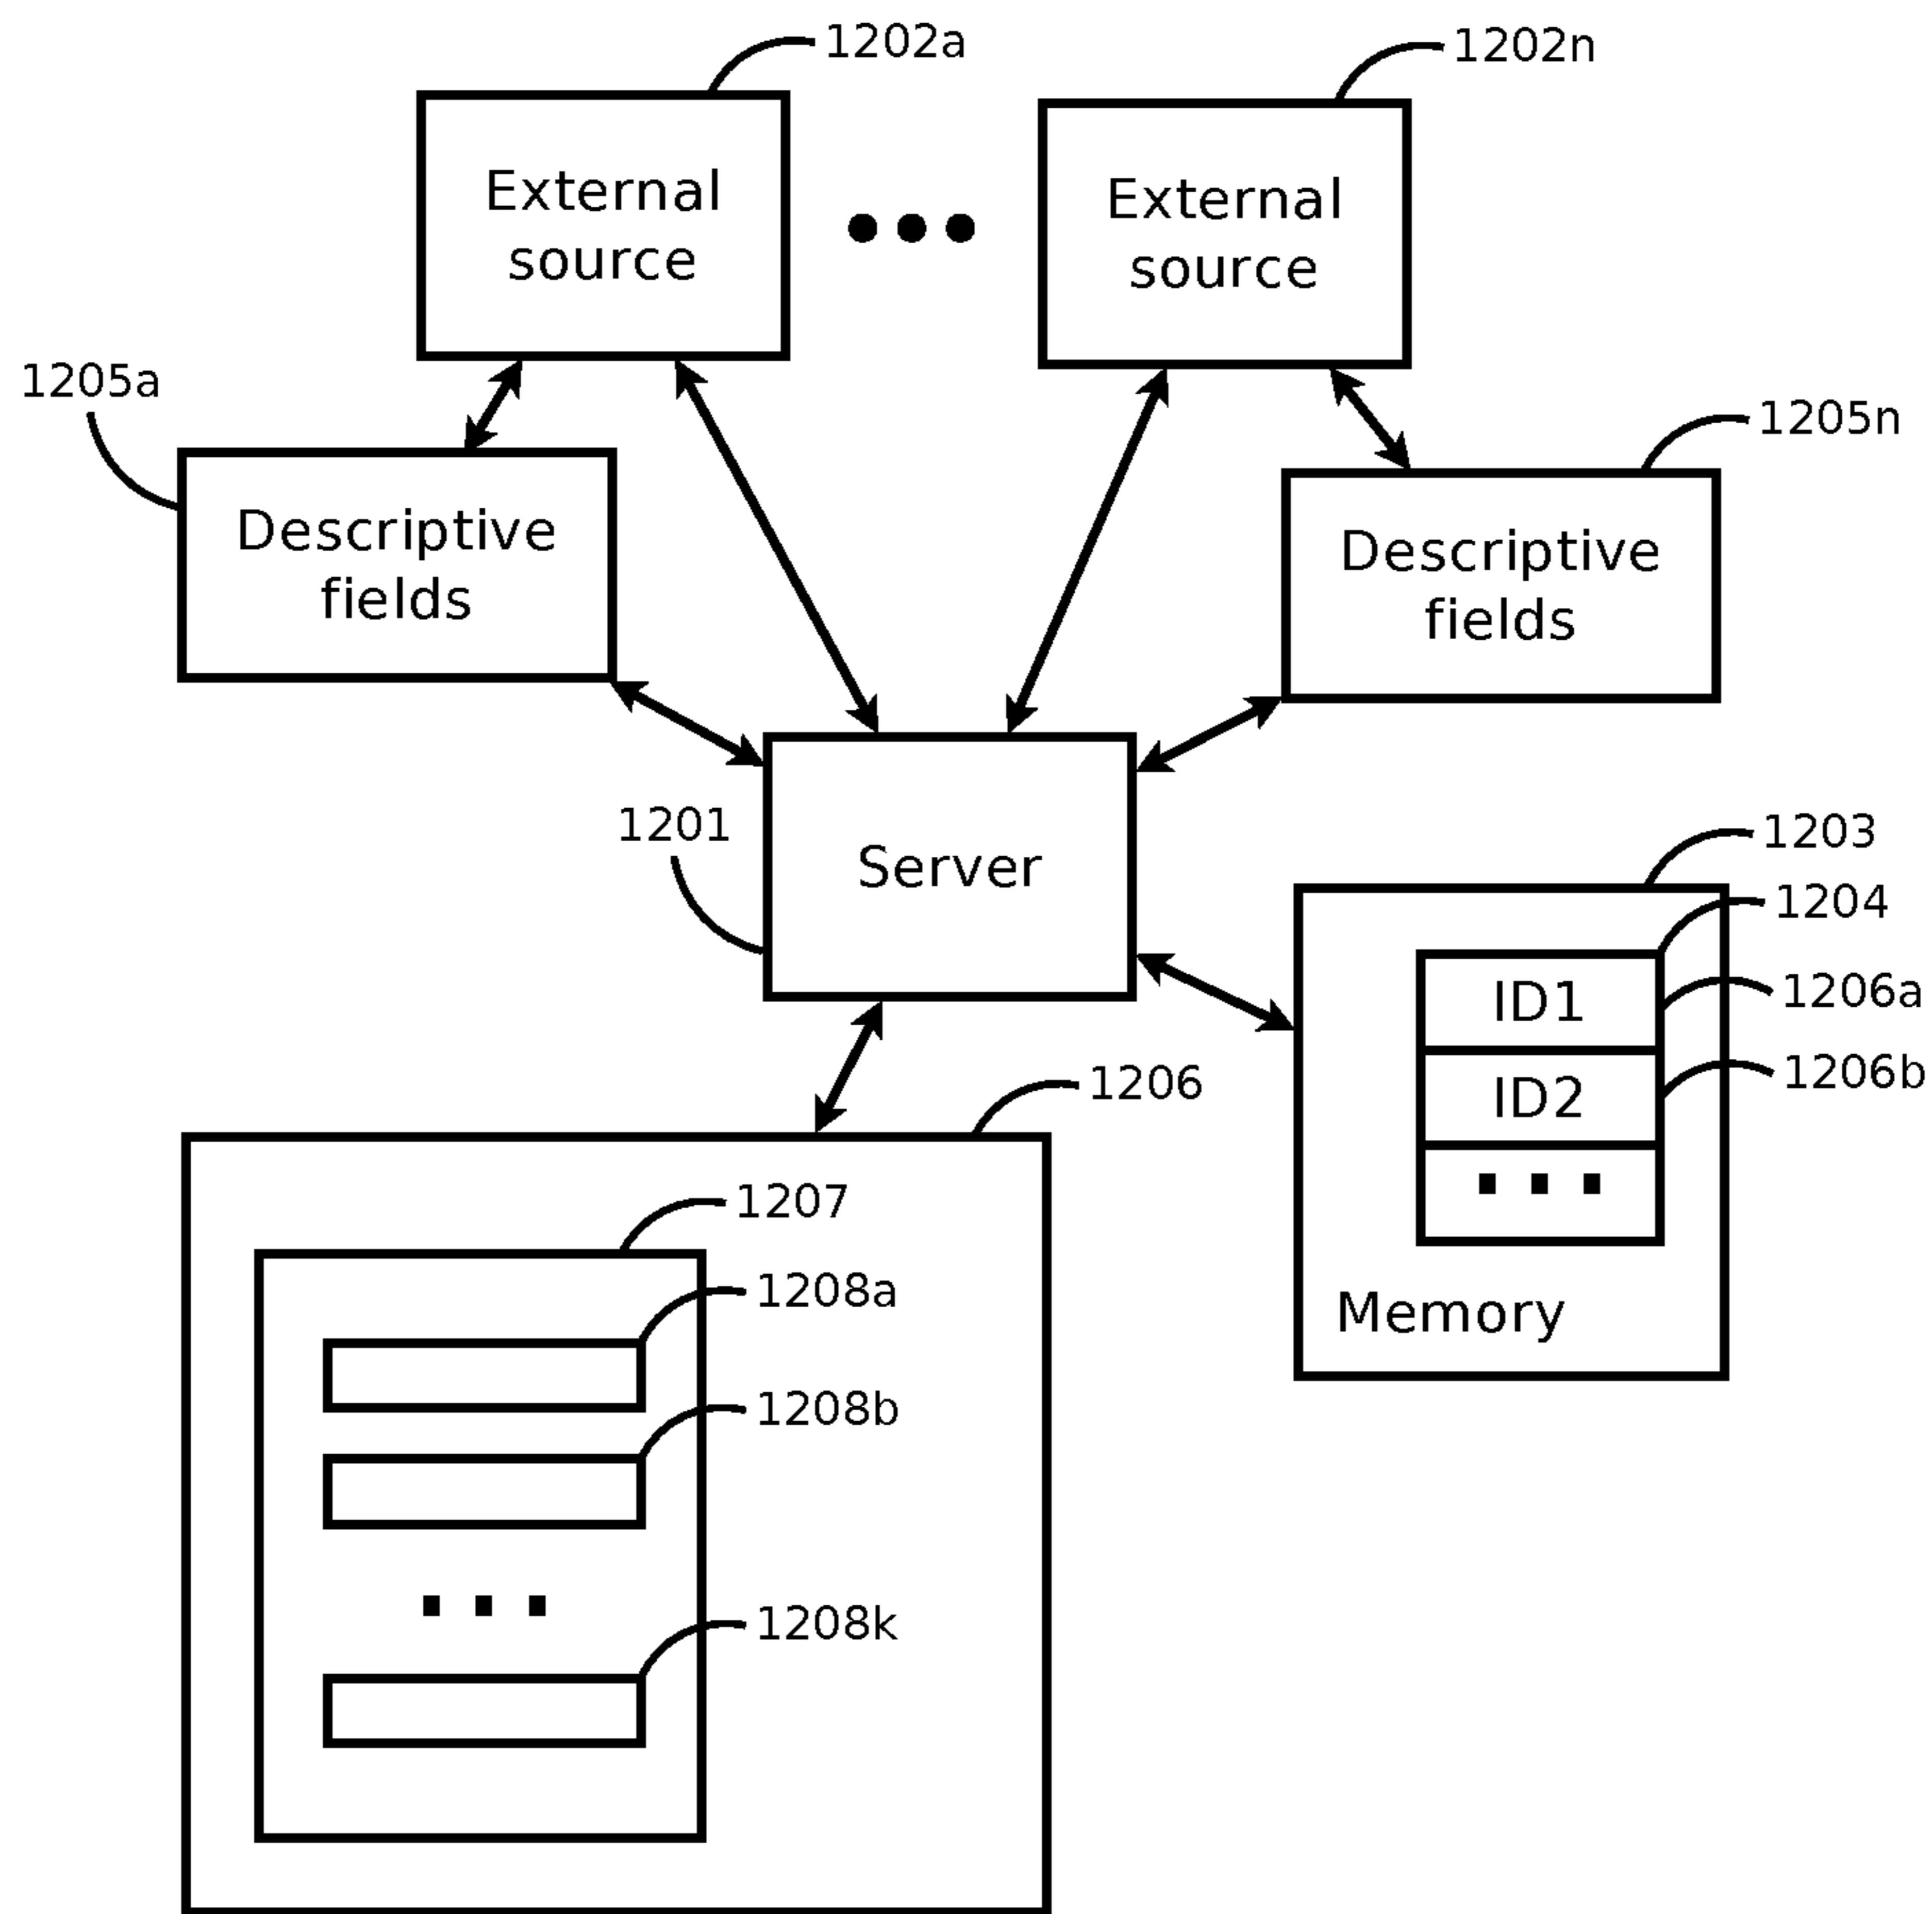 1202a
1202n
External
source
External
source
1205a
1205n
Descriptive
fields
Descriptive
fields
1201
Server
1203
1204
ID1
1206a
ID2
1206b
1206
1207
1208a
Memory
1208b
1208k